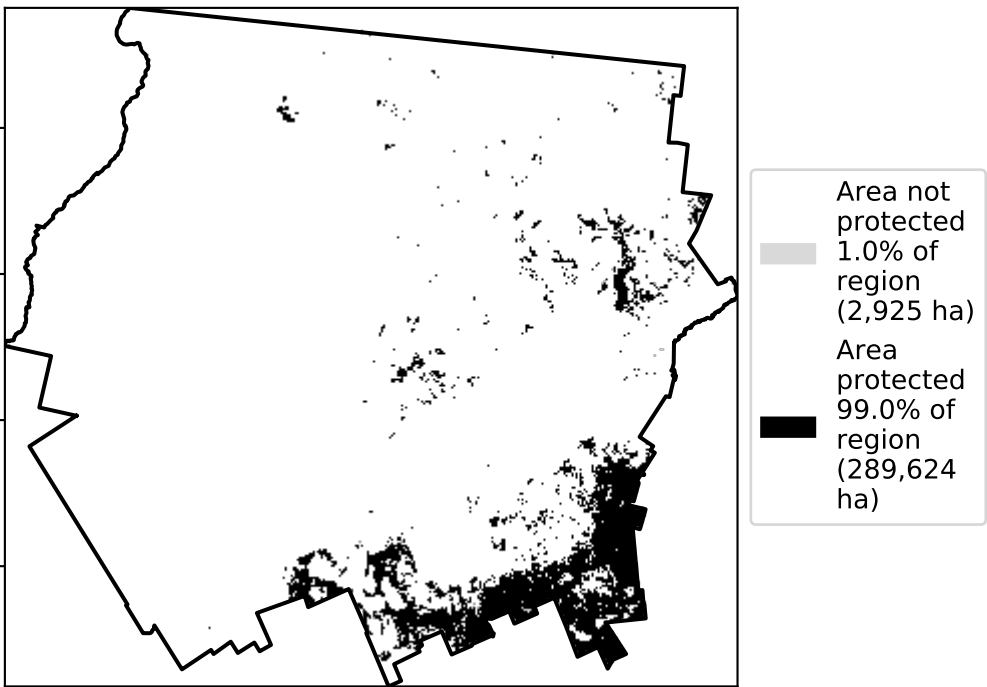 Area not
protected
1.0% of
region
(2,925 ha)
Area
protected
99.0% of
region
(289,624
ha)